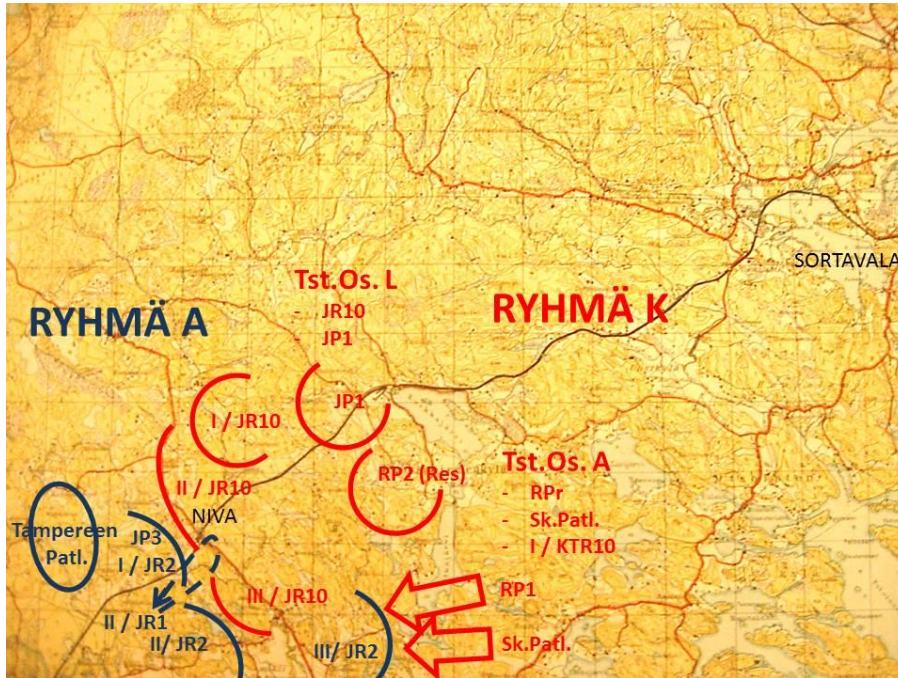 SORTAVALA
Tst.Os. L
- JR10
- JP1
RYHMÄ A
RYHMÄ K
JP1
I / JR10
RP2 (Res)
Tst.Os. A
- RPr
- Sk.Patl.
- I / KTR10
II / JR10
NIVA
Tampereen
Patl.
JP3
I / JR2
III / JR10
RP1
II / JR1
II/ JR2
III/ JR2
Sk.Patl.